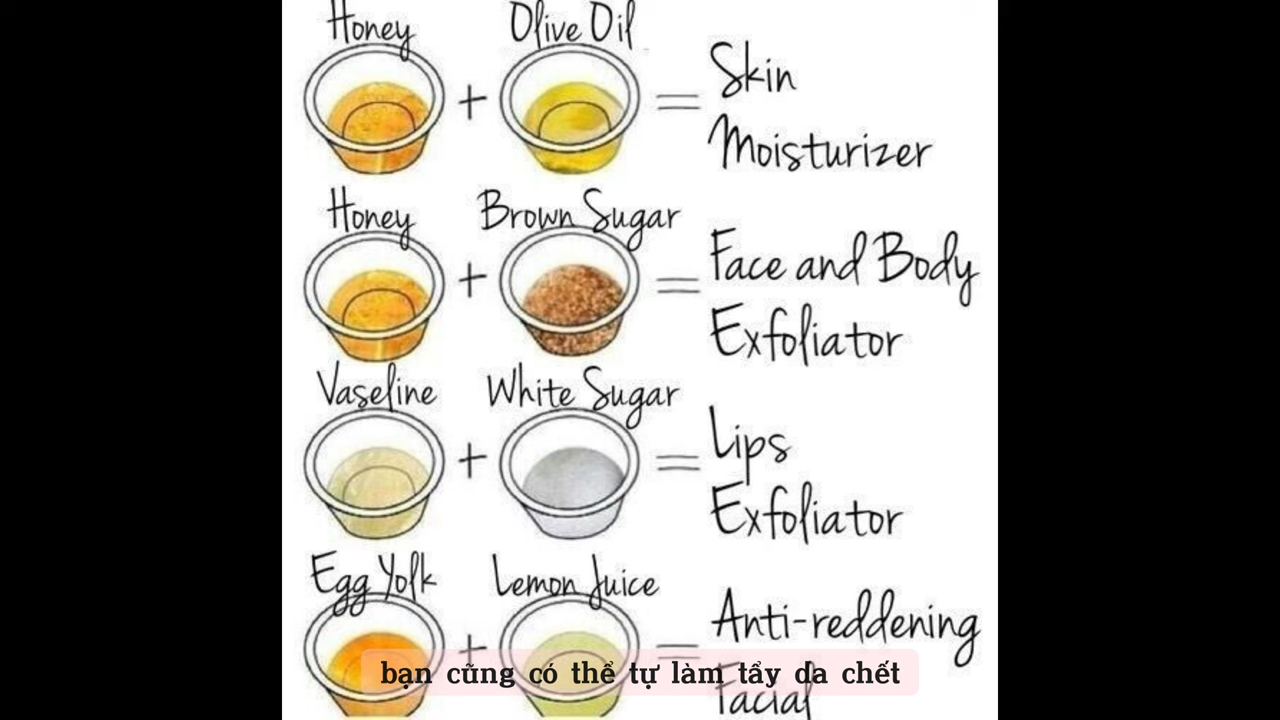 Honey Olive Oil
+ = Skin
Moisturizer
Honey Brown Sugar
+ = Face and Body
Exfoliator
Vaseline White Sugar
+ = Lips
Exfoliator
Egg Yolk Lemon Juice
+ = Anti-reddening
Facial
bạn cũng có thể tự làm tẩy da chết